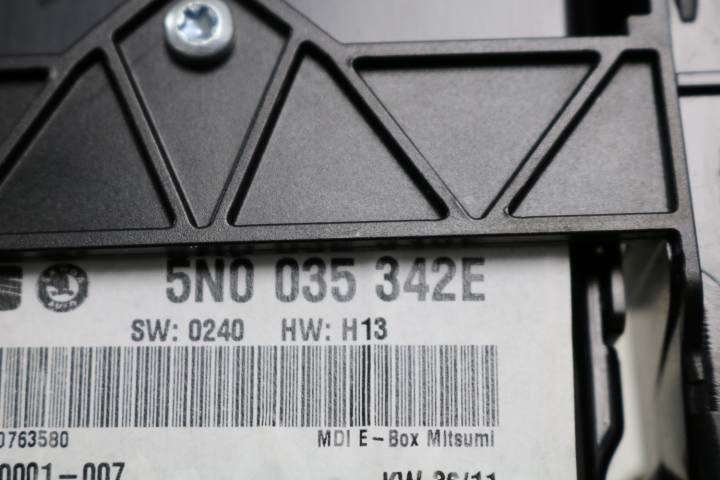 5N0 035 342E
SW: 0240 HW: H13
0763580 MDI E-Box Mitsumi
0001-007